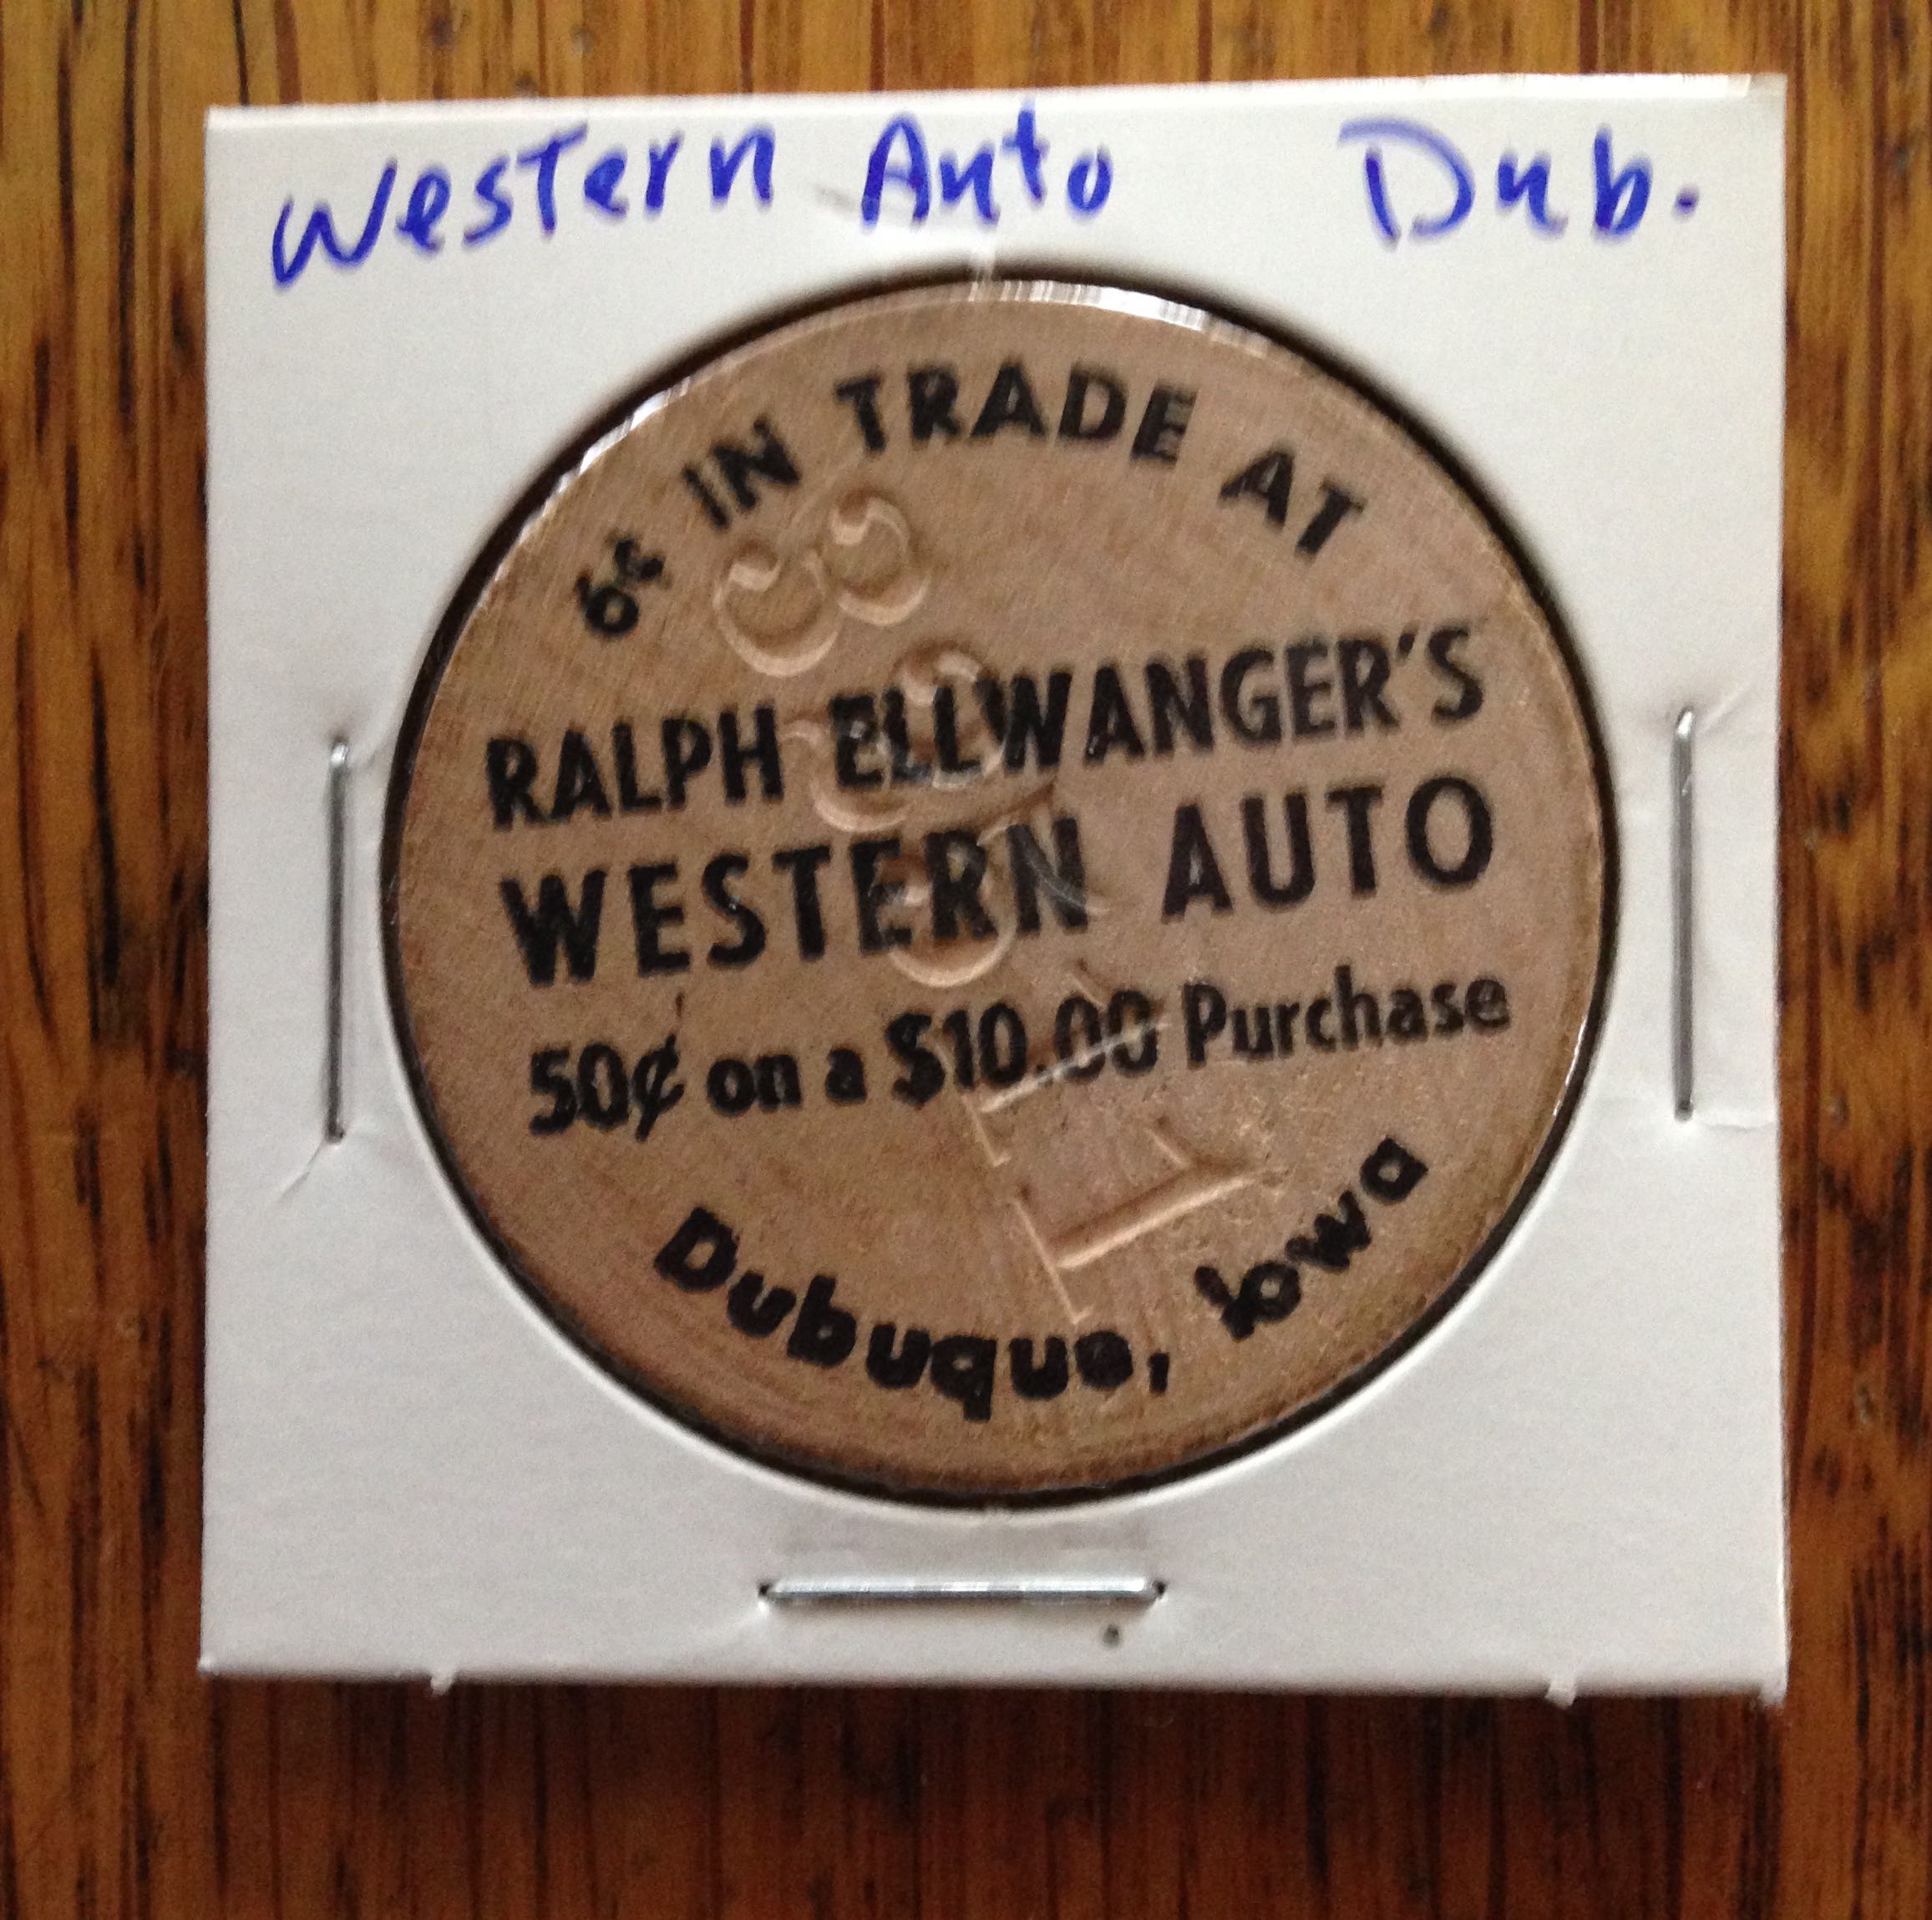 Western Auto Dub.
6¢ IN TRADE AT
RALPH ELLWANGER'S
WESTERN AUTO
50¢ on a $10.00 Purchase
Dubuque, Iowa